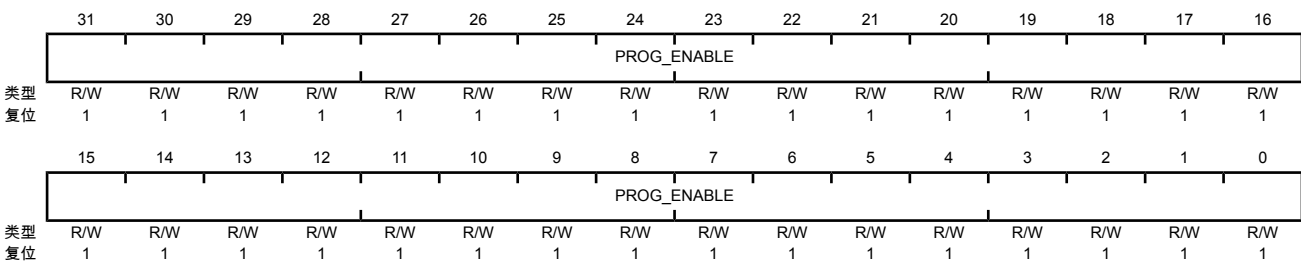 31 30 29 28 27 26 25 24 23 22 21 20 19 18 17 16
PROG_ENABLE
类型 R/W R/W R/W R/W R/W R/W R/W R/W R/W R/W R/W R/W R/W R/W R/W R/W
复位 1 1 1 1 1 1 1 1 1 1 1 1 1 1 1 1
15 14 13 12 11 10 9 8 7 6 5 4 3 2 1 0
PROG_ENABLE
类型 R/W R/W R/W R/W R/W R/W R/W R/W R/W R/W R/W R/W R/W R/W R/W R/W
复位 1 1 1 1 1 1 1 1 1 1 1 1 1 1 1 1